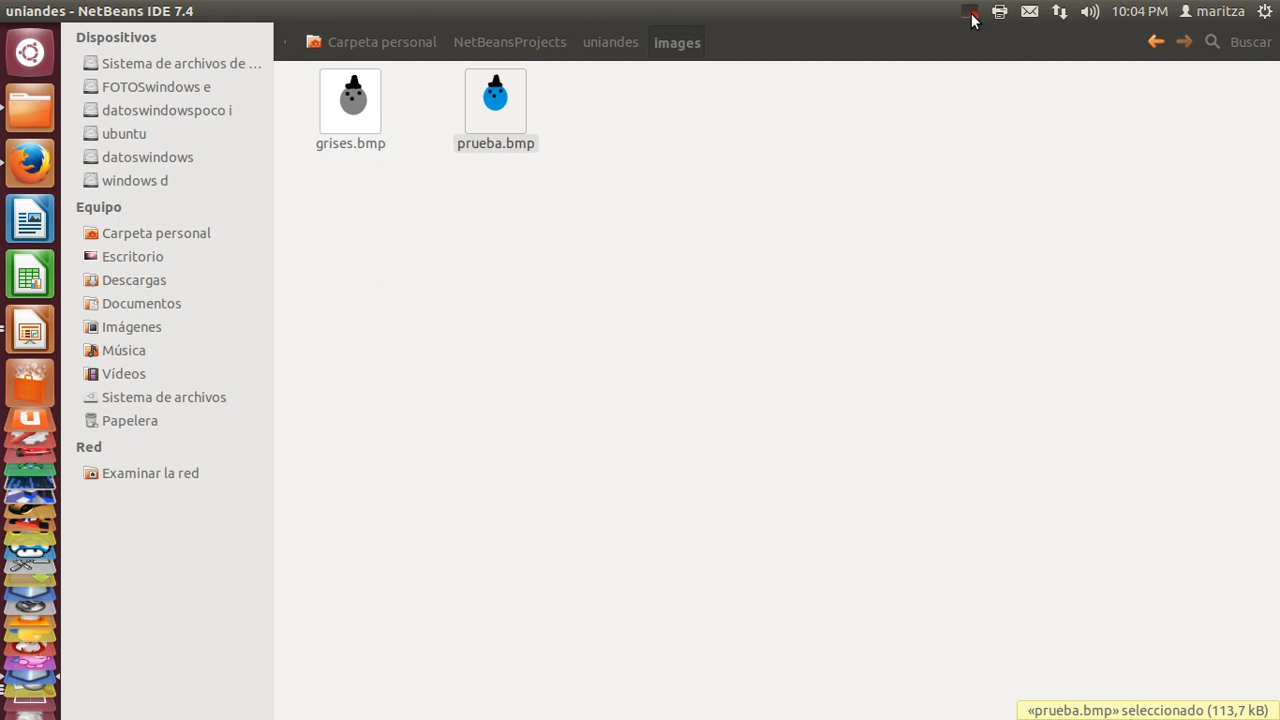 uniandes - NetBeans IDE 7.4
10:04 PM
maritza
Dispositivos
Sistema de archivos de ...
FOTOSwindows e
datoswindowspoco i
ubuntu
datoswindows
windows d
Equipo
Carpeta personal
Escritorio
Descargas
Documentos
Imágenes
Música
Vídeos
Sistema de archivos
Papelera
Red
Examinar la red
Carpeta personal
NetBeansProjects
uniandes
Images
Buscar
grises.bmp
prueba.bmp
«prueba.bmp» seleccionado (113,7 kB)